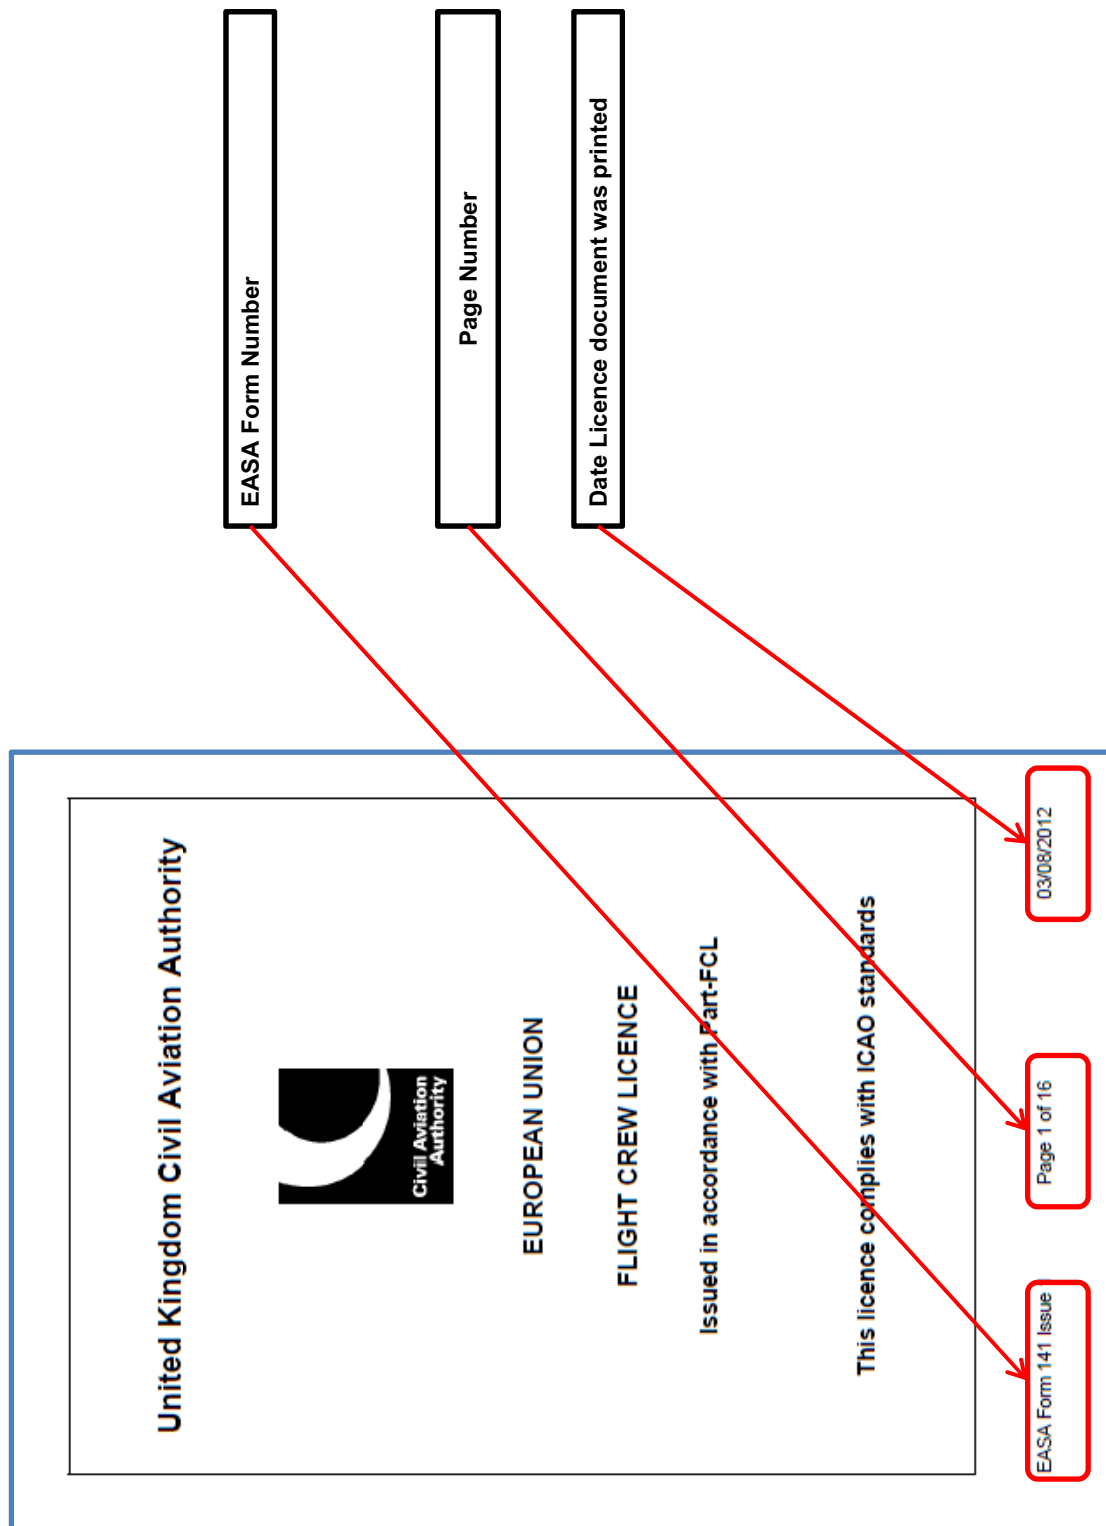 EASA Form Number
Page Number
Date Licence document was printed
United Kingdom Civil Aviation Authority
Civil Aviation
Authority
EUROPEAN UNION
FLIGHT CREW LICENCE
Issued in accordance with Part-FCL
This licence complies with ICAO standards
EASA Form 141 Issue
Page 1 of 16
03/08/2012